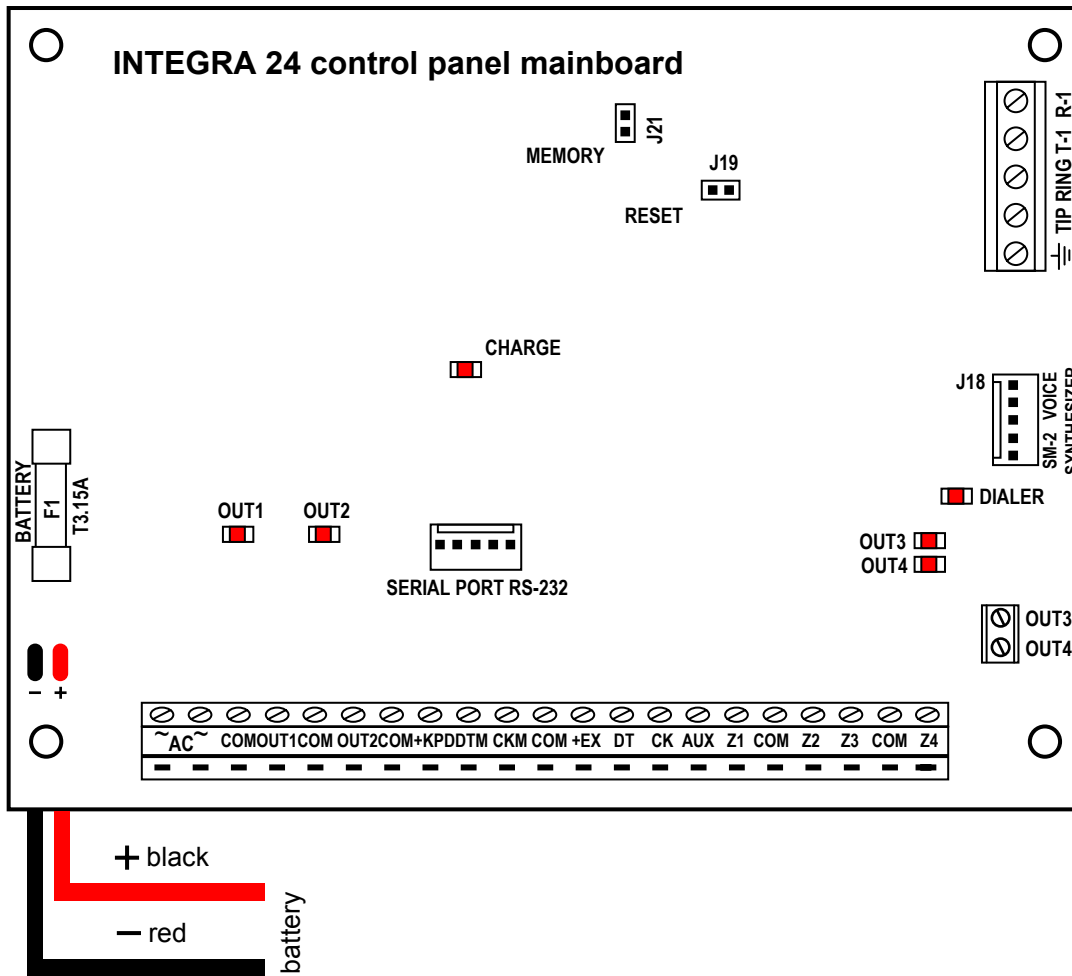 INTEGRA 24 control panel mainboard
J21
MEMORY
J19
RESET
TIP RING T-1 R-1
CHARGE
J18
SM-2 VOICE
SYNTHESIZER
BATTERY
F1
T3.15A
OUT1 OUT2
DIALER
OUT3
OUT4
SERIAL PORT RS-232
OUT3
OUT4
− +
~AC~ COM OUT1 COM OUT2 COM +KPD DTM CKM COM +EX DT CK AUX Z1 COM Z2 Z3 COM Z4
+ black
− red
battery